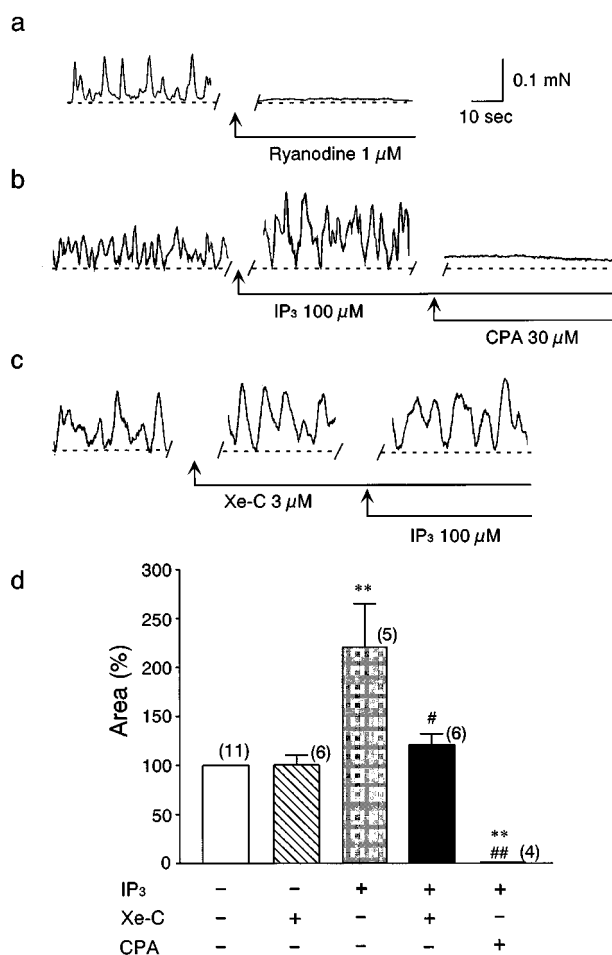 a
0.1 mN
10 sec
Ryanodine 1 µM
b
IP₃ 100 µM
CPA 30 µM
c
Xe-C 3 µM
IP₃ 100 µM
d
Area (%)
300
250
200
150
100
50
0
(11)
(6)
**
(5)
#
(6)
**
##
(4)
IP₃ – – + + +
Xe-C – + – + –
CPA – – – – +